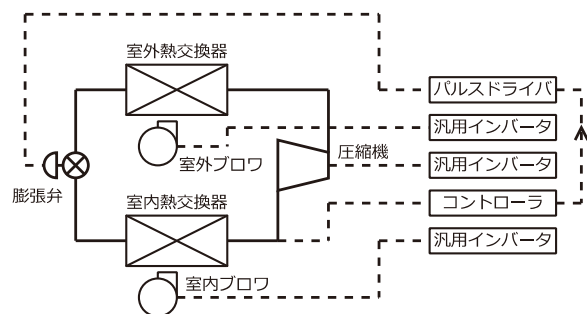 室外熱交換器
パルスドライバ
汎用インバータ
室外ブロワ
圧縮機
汎用インバータ
膨張弁
室内熱交換器
コントローラ
汎用インバータ
室内ブロワ